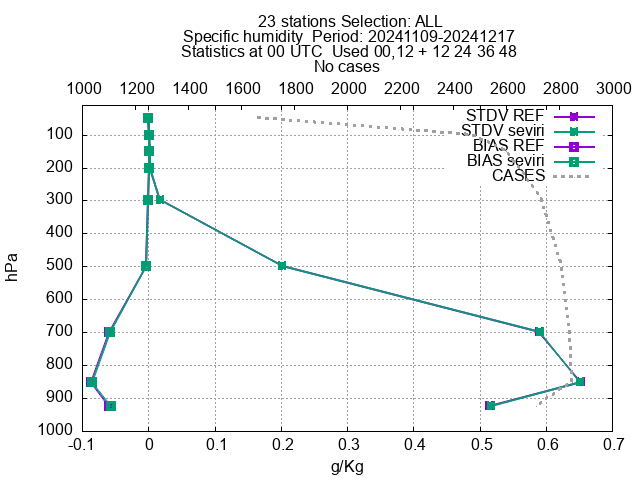 23 stations Selection: ALL
Specific humidity  Period: 20241109-20241217
Statistics at 00 UTC  Used 00,12 + 12 24 36 48
No cases
1000 1200 1400 1600 1800 2000 2200 2400 2600 2800 3000
STDV REF
STDV seviri
BIAS REF
BIAS seviri
CASES
100
200
300
400
500
600
700
800
900
1000
hPa
-0.1 0 0.1 0.2 0.3 0.4 0.5 0.6 0.7
g/Kg